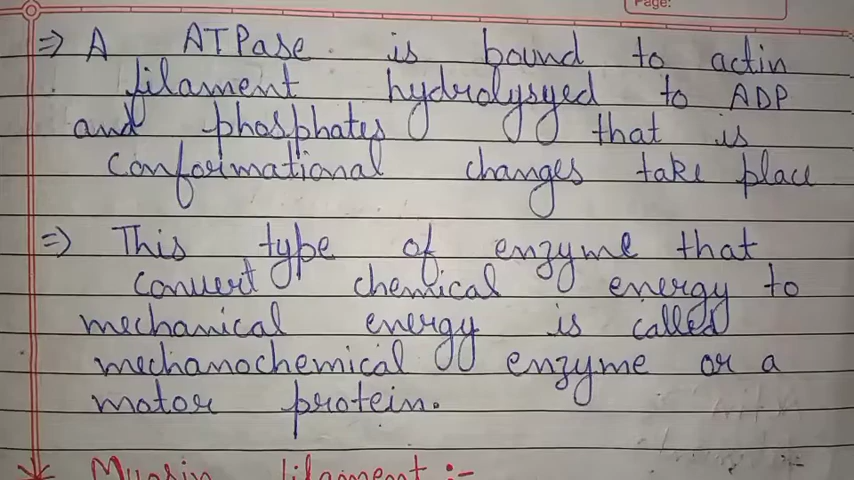 Page:
⇒ A ATPase is bound to actin
filament hydrolysyed to ADP
and phosphates that is
conformational changes take place
⇒ This type of enzyme that
convert chemical energy to
mechanical energy is called
mechanochemical enzyme or a
motor protein.
Myosin filament :-